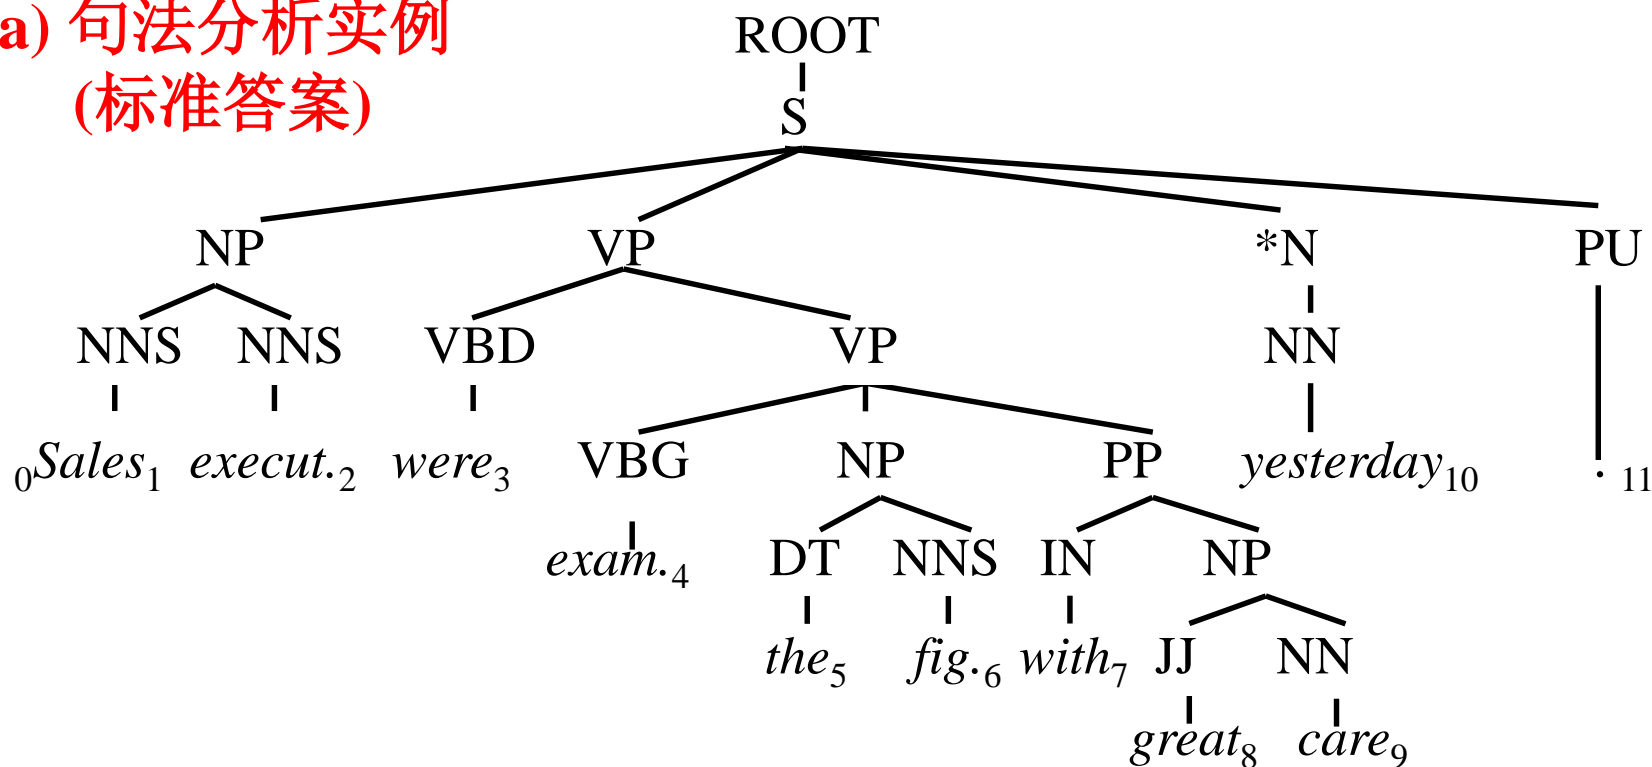 a) 句法分析实例
(标准答案)
ROOT
S
NP VP *N PU
NNS NNS VBD VP NN
0Sales1 execut.2 were3 VBG NP PP yesterday10 . 11
exam.4 DT NNS IN NP
the5 fig.6 with7 JJ NN
great8 care9